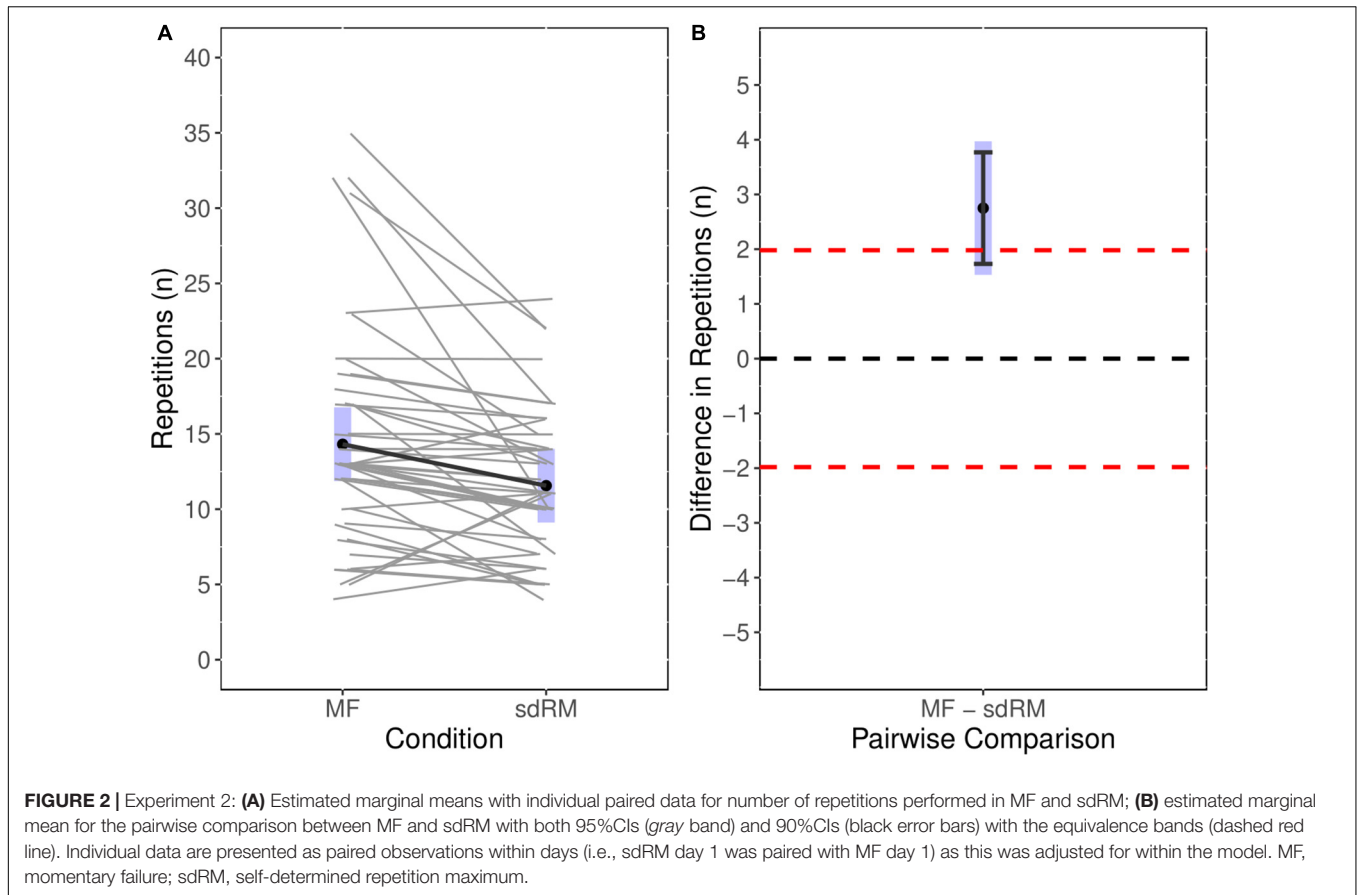 A
B
Repetitions (n)
40
35
30
25
20
15
10
5
0
MF
sdRM
Condition
Difference in Repetitions (n)
5
4
3
2
1
0
−1
−2
−3
−4
−5
MF − sdRM
Pairwise Comparison
FIGURE 2 | Experiment 2: (A) Estimated marginal means with individual paired data for number of repetitions performed in MF and sdRM; (B) estimated marginal
mean for the pairwise comparison between MF and sdRM with both 95%CIs (gray band) and 90%CIs (black error bars) with the equivalence bands (dashed red
line). Individual data are presented as paired observations within days (i.e., sdRM day 1 was paired with MF day 1) as this was adjusted for within the model. MF,
momentary failure; sdRM, self-determined repetition maximum.